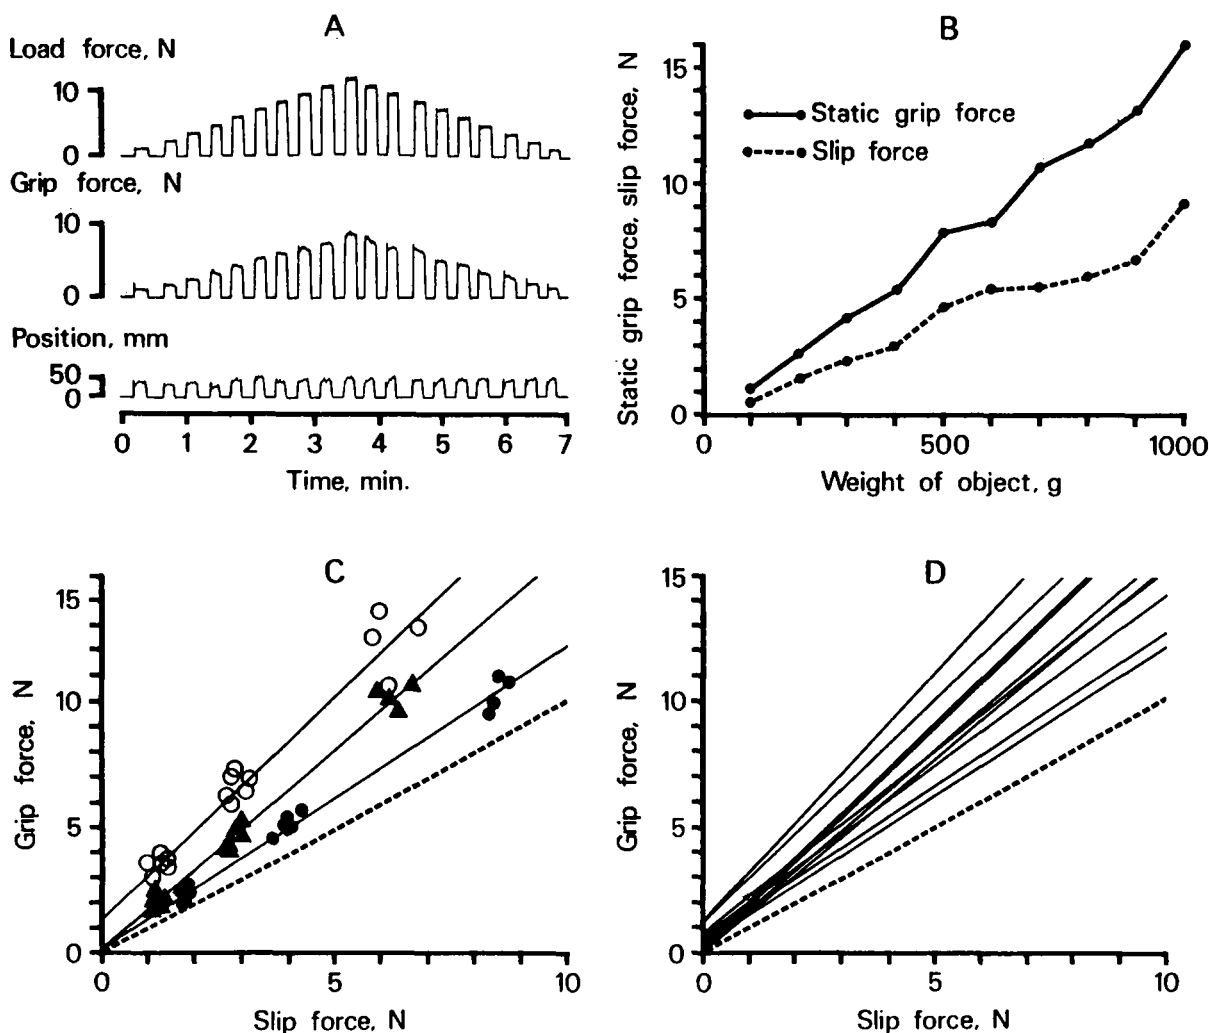 A
Load force, N
10
0
Grip force, N
10
0
Position, mm
50
0
0 1 2 3 4 5 6 7
Time, min.
B
Static grip force, slip force, N
15
10
5
0
Static grip force
Slip force
0 500 1000
Weight of object, g
C
Grip force, N
15
10
5
0
0 5 10
Slip force, N
D
Grip force, N
15
10
5
0
0 5 10
Slip force, N